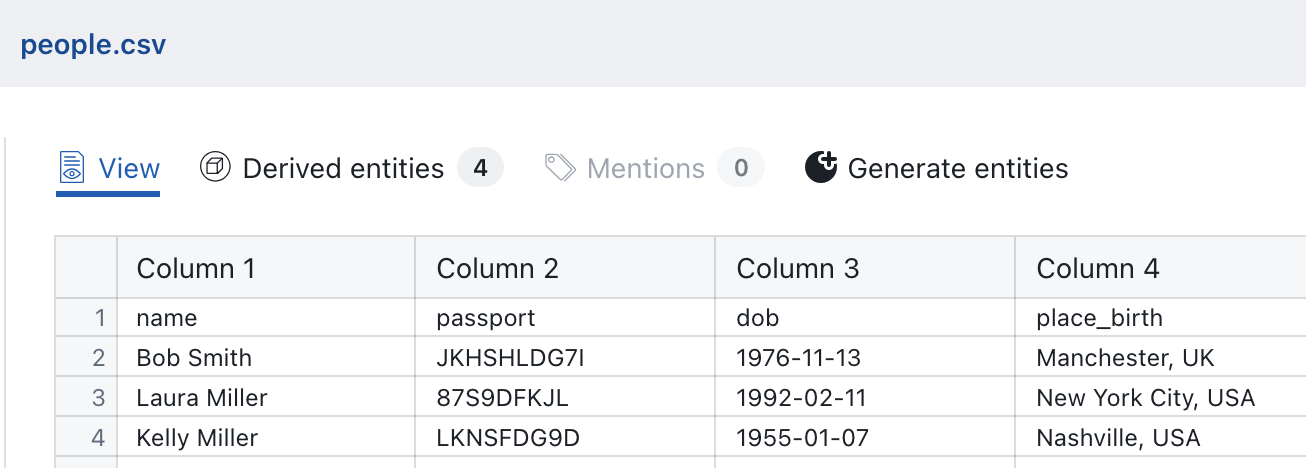 people.csv
View Derived entities 4 Mentions 0 Generate entities
Column 1 Column 2 Column 3 Column 4
1 name passport dob place_birth
2 Bob Smith JKHSHLDG7I 1976-11-13 Manchester, UK
3 Laura Miller 87S9DFKJL 1992-02-11 New York City, USA
4 Kelly Miller LKNSFDG9D 1955-01-07 Nashville, USA